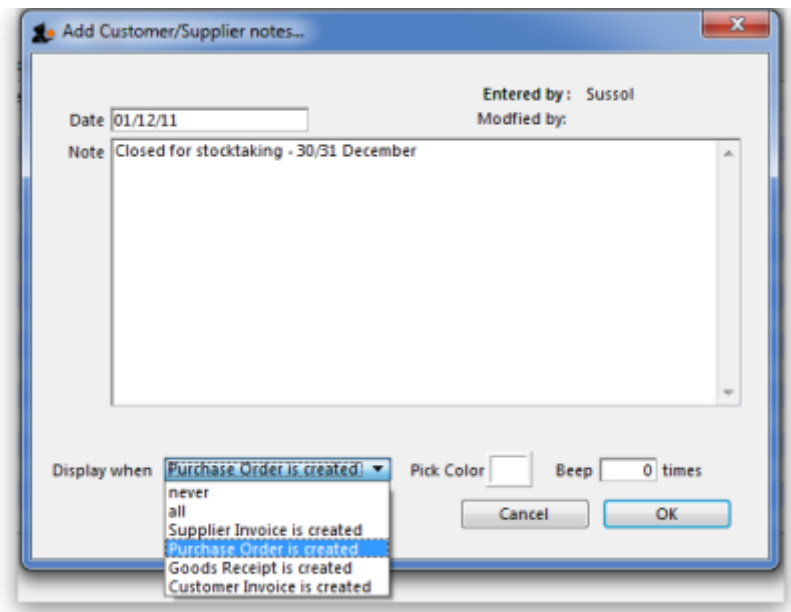 Add Customer/Supplier notes...
Entered by: Sussol
Date 01/12/11
Modfied by:
Note Closed for stocktaking - 30/31 December
Display when Purchase Order is created Pick Color Beep 0 times
never
all
Supplier Invoice is created
Purchase Order is created
Goods Receipt is created
Customer Invoice is created
Cancel OK